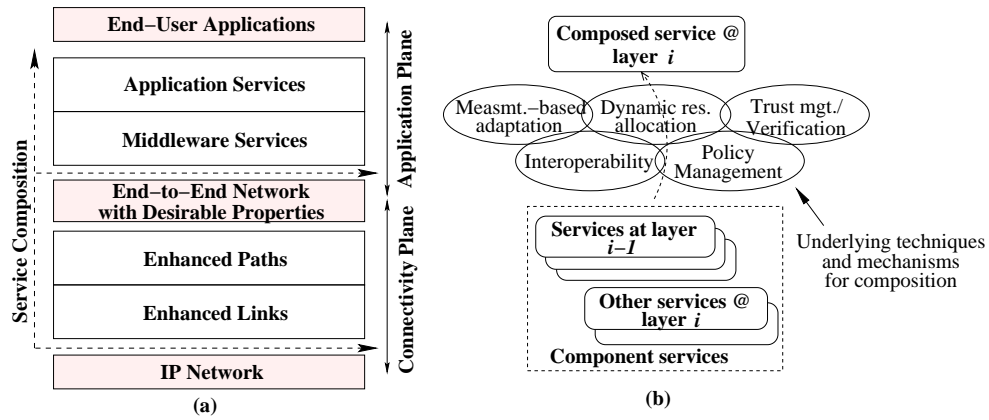 End–User Applications
Application Services
Middleware Services
End–to–End Network
with Desirable Properties
Enhanced Paths
Enhanced Links
IP Network
Service Composition
Application Plane
Connectivity Plane
(a)
Composed service @
layer i
Measmt.–based
adaptation
Dynamic res.
allocation
Trust mgt./
Verification
Interoperability
Policy
Management
Services at layer
i–1
Other services @
layer i
Component services
Underlying techniques
and mechanisms
for composition
(b)